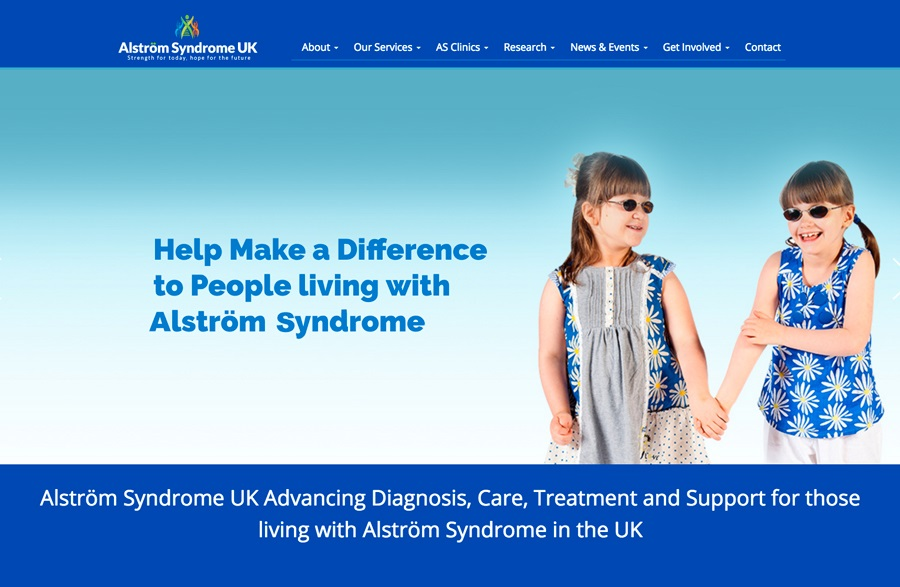 Alström Syndrome UK
Strength for today, hope for the future
About
Our Services
AS Clinics
Research
News & Events
Get Involved
Contact
Help Make a Difference
to People living with
Alström Syndrome
Alström Syndrome UK Advancing Diagnosis, Care, Treatment and Support for those
living with Alström Syndrome in the UK